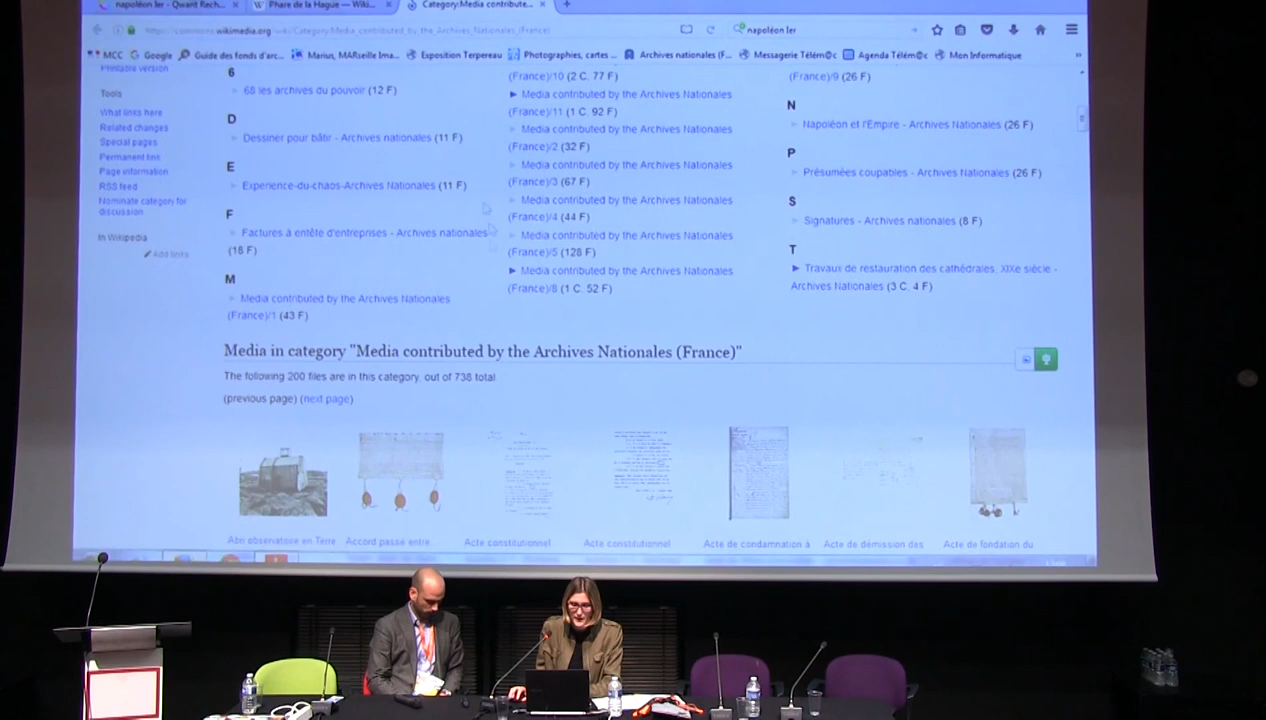 napoléon Ier - Qwant Rech...
Phare de la Hague — Wiki...
Category:Media contribute...
https://commons.wikimedia.org/wiki/Category:Media_contributed_by_the_Archives_Nationales_(France)
napoléon Ier
MCC
Google
Guide des fonds d'arc...
Marius, MARseille Ima...
Exposition Terpereau
Photographies, cartes ...
Archives nationales (F...
Messagerie Télém@c
Agenda Télém@c
Mon Informatique
Printable version
Tools
What links here
Related changes
Special pages
Permanent link
Page information
RSS feed
Nominate category for
discussion
In Wikipedia
Add links
6
68 les archives du pouvoir (12 F)
D
Dessiner pour bâtir - Archives nationales (11 F)
E
Experience-du-chaos-Archives Nationales (11 F)
F
Factures à entête d'entreprises - Archives nationales
(18 F)
M
Media contributed by the Archives Nationales
(France)/1 (43 F)
(France)/10 (2 C, 77 F)
Media contributed by the Archives Nationales
(France)/11 (1 C, 92 F)
Media contributed by the Archives Nationales
(France)/2 (32 F)
Media contributed by the Archives Nationales
(France)/3 (67 F)
Media contributed by the Archives Nationales
(France)/4 (44 F)
Media contributed by the Archives Nationales
(France)/5 (128 F)
Media contributed by the Archives Nationales
(France)/8 (1 C, 52 F)
(France)/9 (26 F)
N
Napoléon et l'Empire - Archives Nationales (26 F)
P
Présumées coupables - Archives Nationales (26 F)
S
Signatures - Archives nationales (8 F)
T
Travaux de restauration des cathédrales, XIXe siècle -
Archives Nationales (3 C, 4 F)
Media in category "Media contributed by the Archives Nationales (France)"
The following 200 files are in this category, out of 738 total.
(previous page) (next page)
Abri observatoire en Terre
Accord passé entre
Acte constitutionnel
Acte constitutionnel
Acte de condamnation à
Acte de démission des
Acte de fondation du